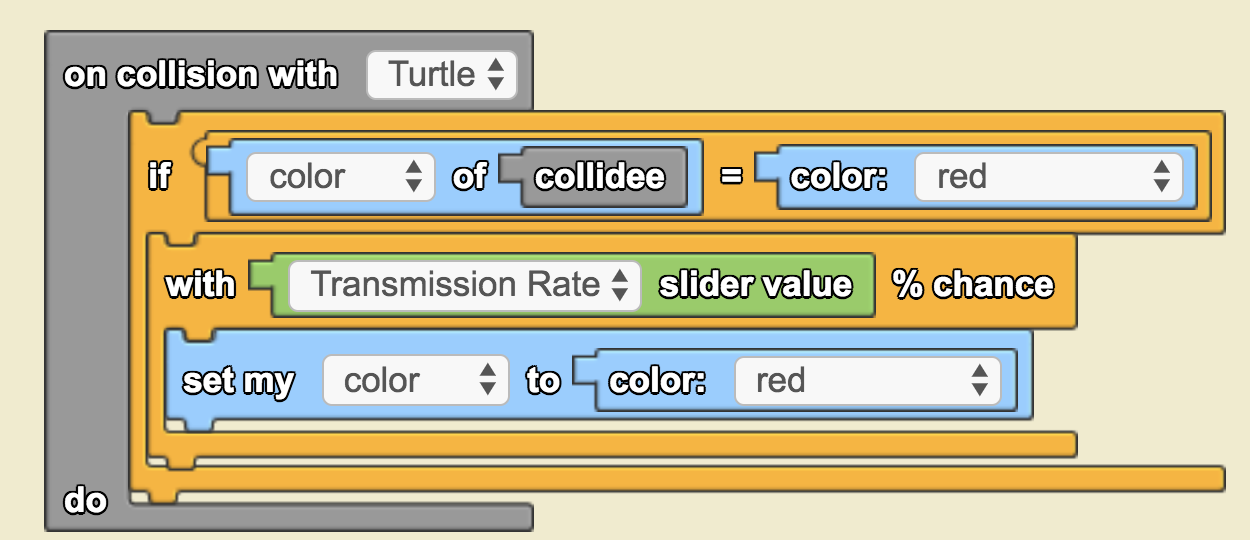 on collision with Turtle
if color of collidee = color: red
with Transmission Rate slider value % chance
set my color to color: red
do